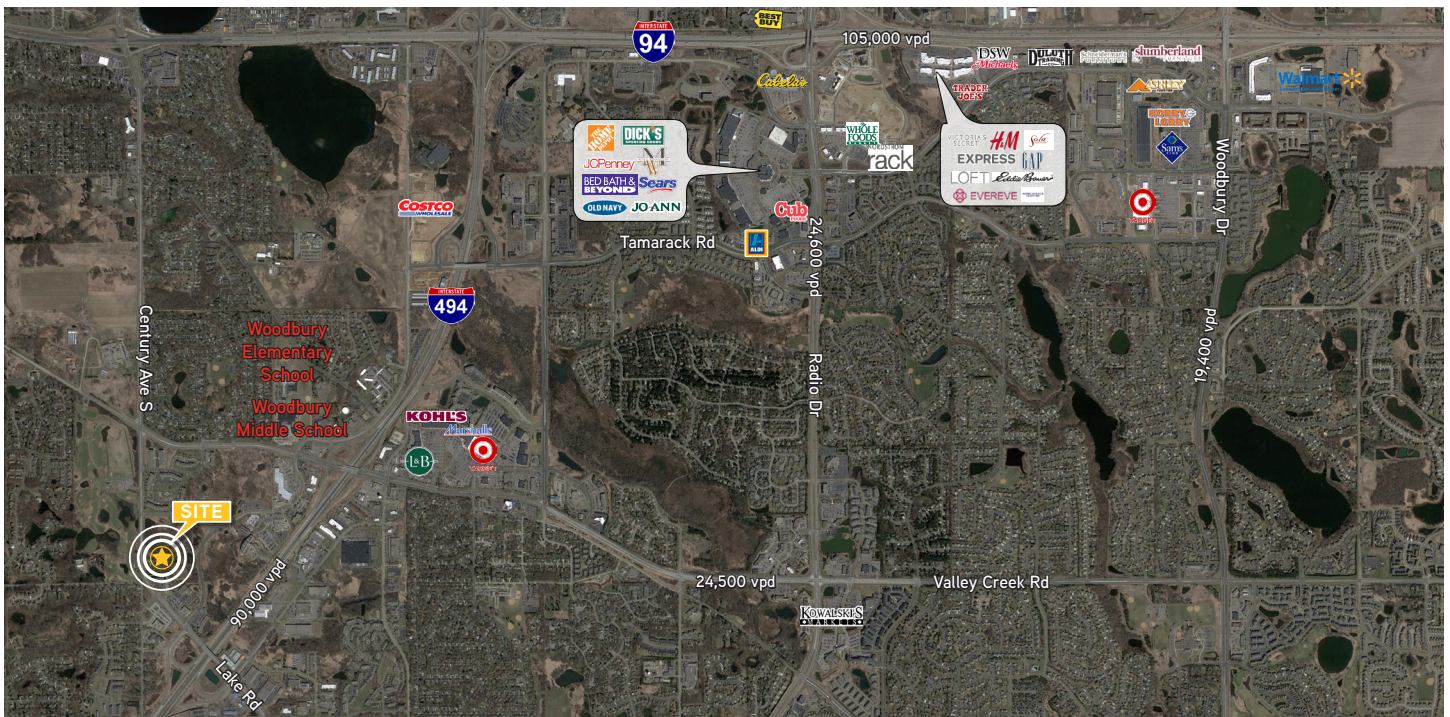 BEST
BUY
INTERSTATE
94
105,000 vpd
DSW
Michaels
DULUTH
TRADING
Schneiderman's
FURNITURE
slumberland
FURNITURE
Cabela's
TRADER
JOE'S
ASHLEY
Walmart
HOBBY
LOBBY
Sam's
THE
HOME
DEPOT
DICK'S
SPORTING GOODS
JCPenney
BED BATH &
BEYOND
Sears
OLD NAVY
JO-ANN
WHOLE
FOODS
MARKET
NORDSTROM
rack
VICTORIA'S
SECRET
H&M
Sola
EXPRESS
GAP
LOFT
Eddie Bauer
EVEREVE
Woodbury Dr
COSTCO
WHOLESALE
Cub
TARGET
Tamarack Rd
ALDI
24,600 vpd
INTERSTATE
494
Century Ave S
Woodbury
Elementary
School
Woodbury
Middle School
19,400 vpd
Radio Dr
KOHL'S
Marshalls
L&B
TARGET
SITE
90,000 vpd
24,500 vpd
Valley Creek Rd
KOWALSKI'S
MARKETS
Lake Rd